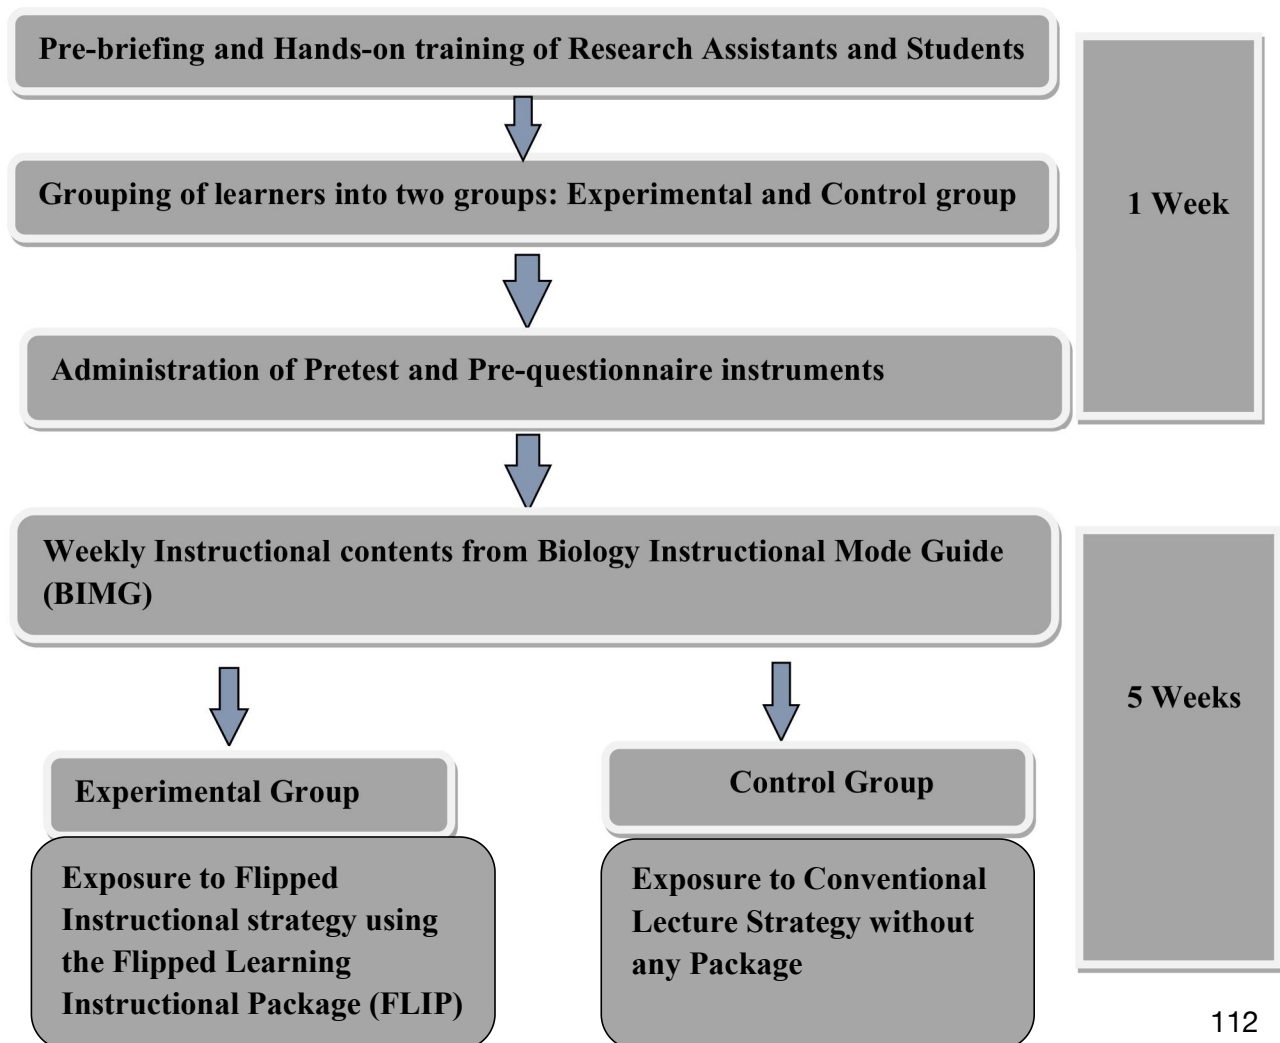 Pre-briefing and Hands-on training of Research Assistants and Students
Grouping of learners into two groups: Experimental and Control group
1 Week
Administration of Pretest and Pre-questionnaire instruments
Weekly Instructional contents from Biology Instructional Mode Guide
(BIMG)
5 Weeks
Experimental Group
Exposure to Flipped
Instructional strategy using
the Flipped Learning
Instructional Package (FLIP)
Control Group
Exposure to Conventional
Lecture Strategy without
any Package
112